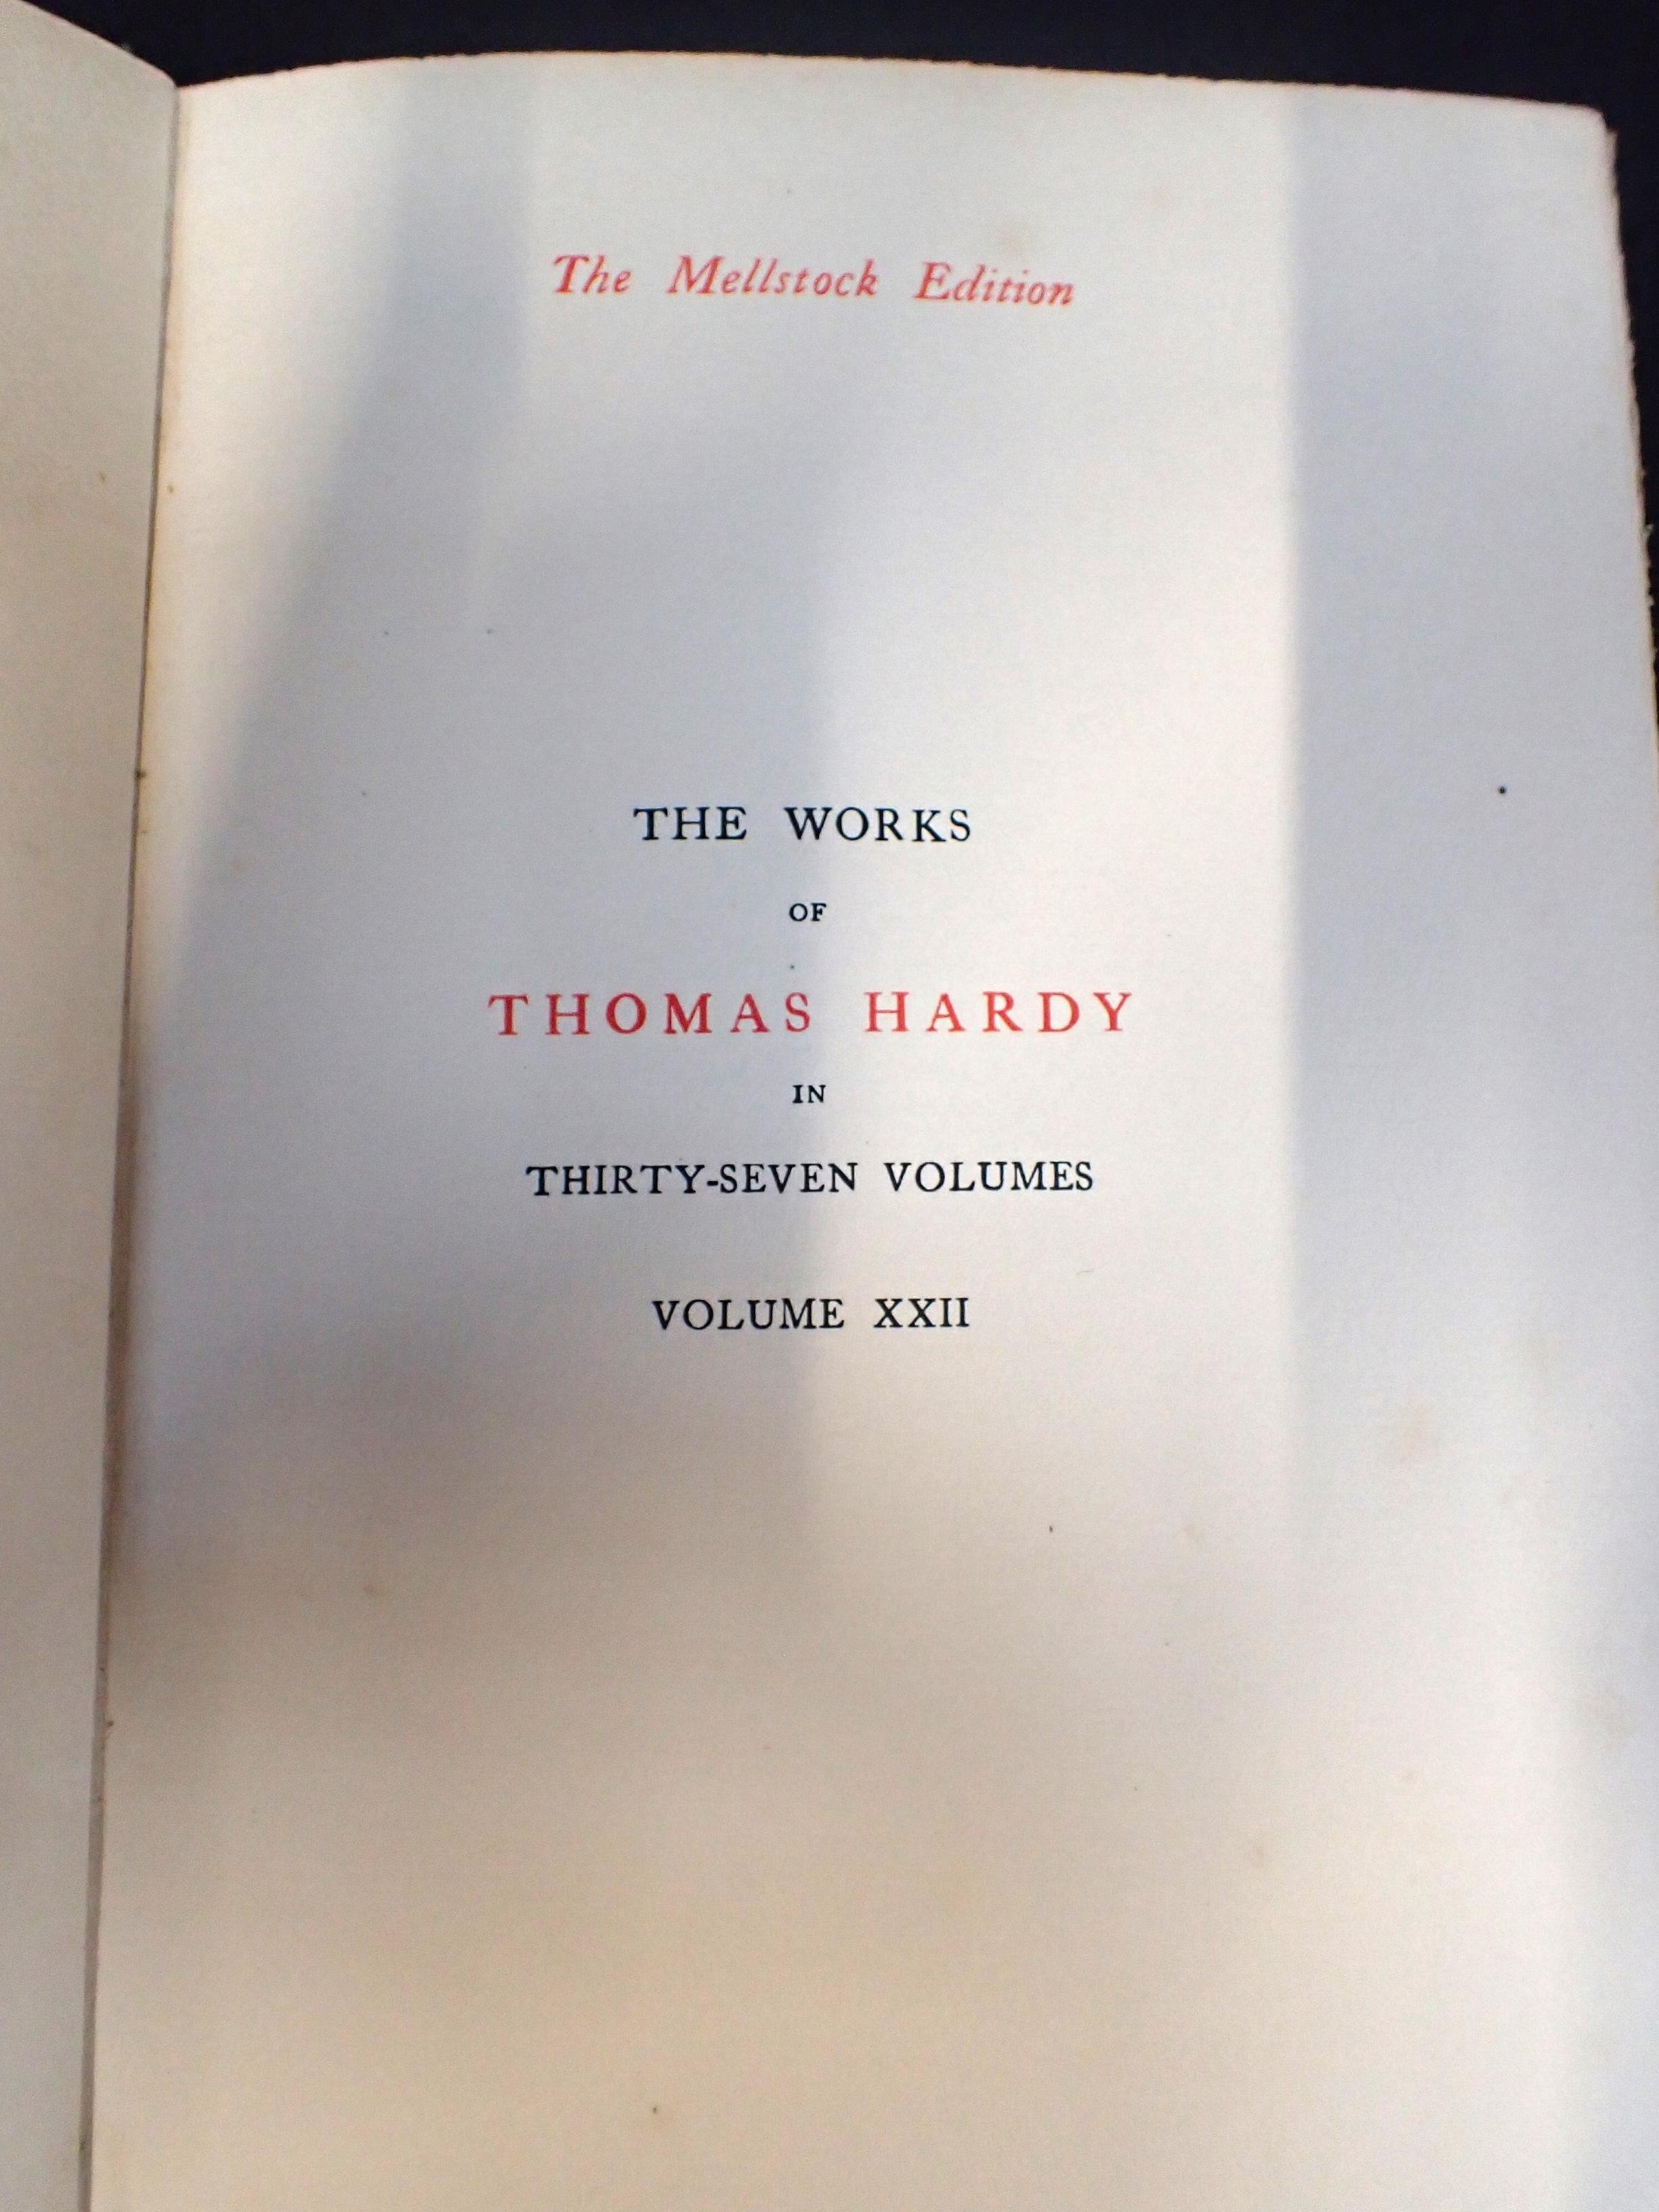 The Mellstock Edition
THE WORKS
OF
THOMAS HARDY
IN
THIRTY-SEVEN VOLUMES
VOLUME XXII